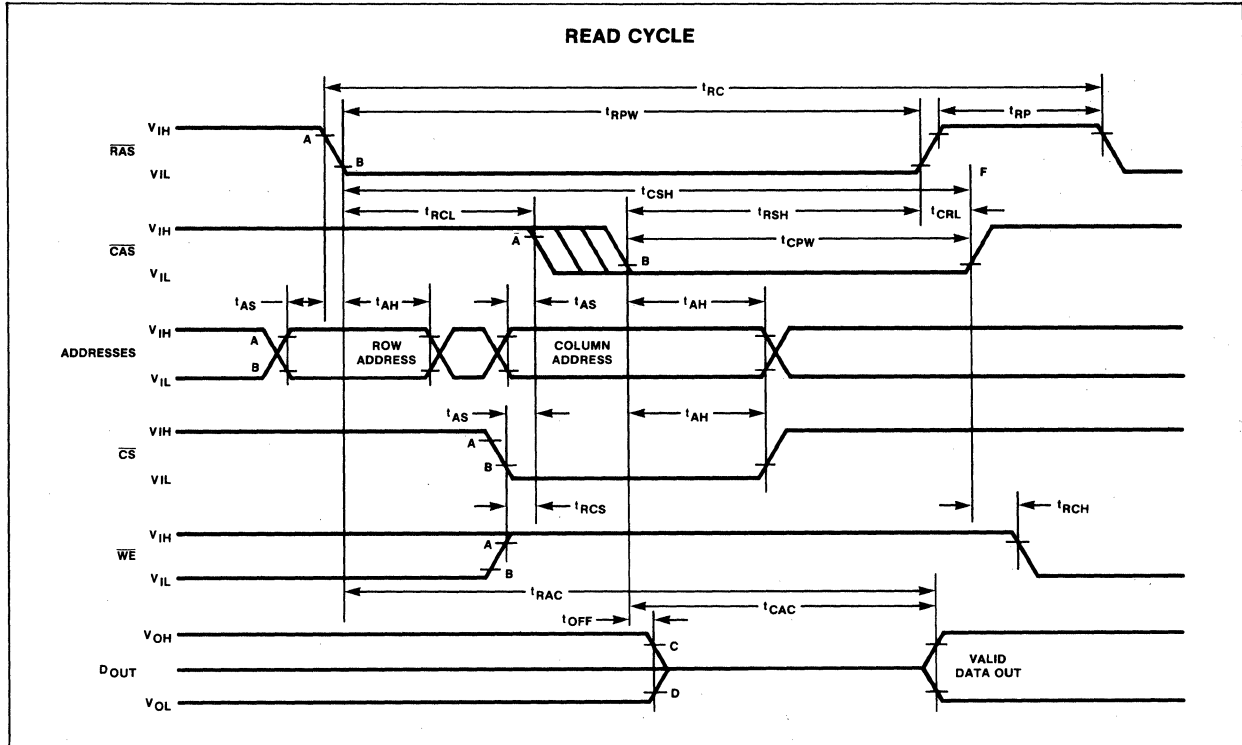 READ CYCLE
tRC
tRPW
tRP
VIH
A
RAS
B
VIL
F
tCSH
tRCL
tRSH
tCRL
VIH
A
tCPW
CAS
B
VIL
tAS
tAH
tAS
tAH
VIH
A
ROW
ADDRESS
COLUMN
ADDRESS
ADDRESSES
B
VIL
tAS
tAH
VIH
A
CS
B
VIL
tRCS
tRCH
VIH
A
WE
B
VIL
tRAC
tCAC
tOFF
VOH
C
DOUT
VALID
DATA OUT
D
VOL